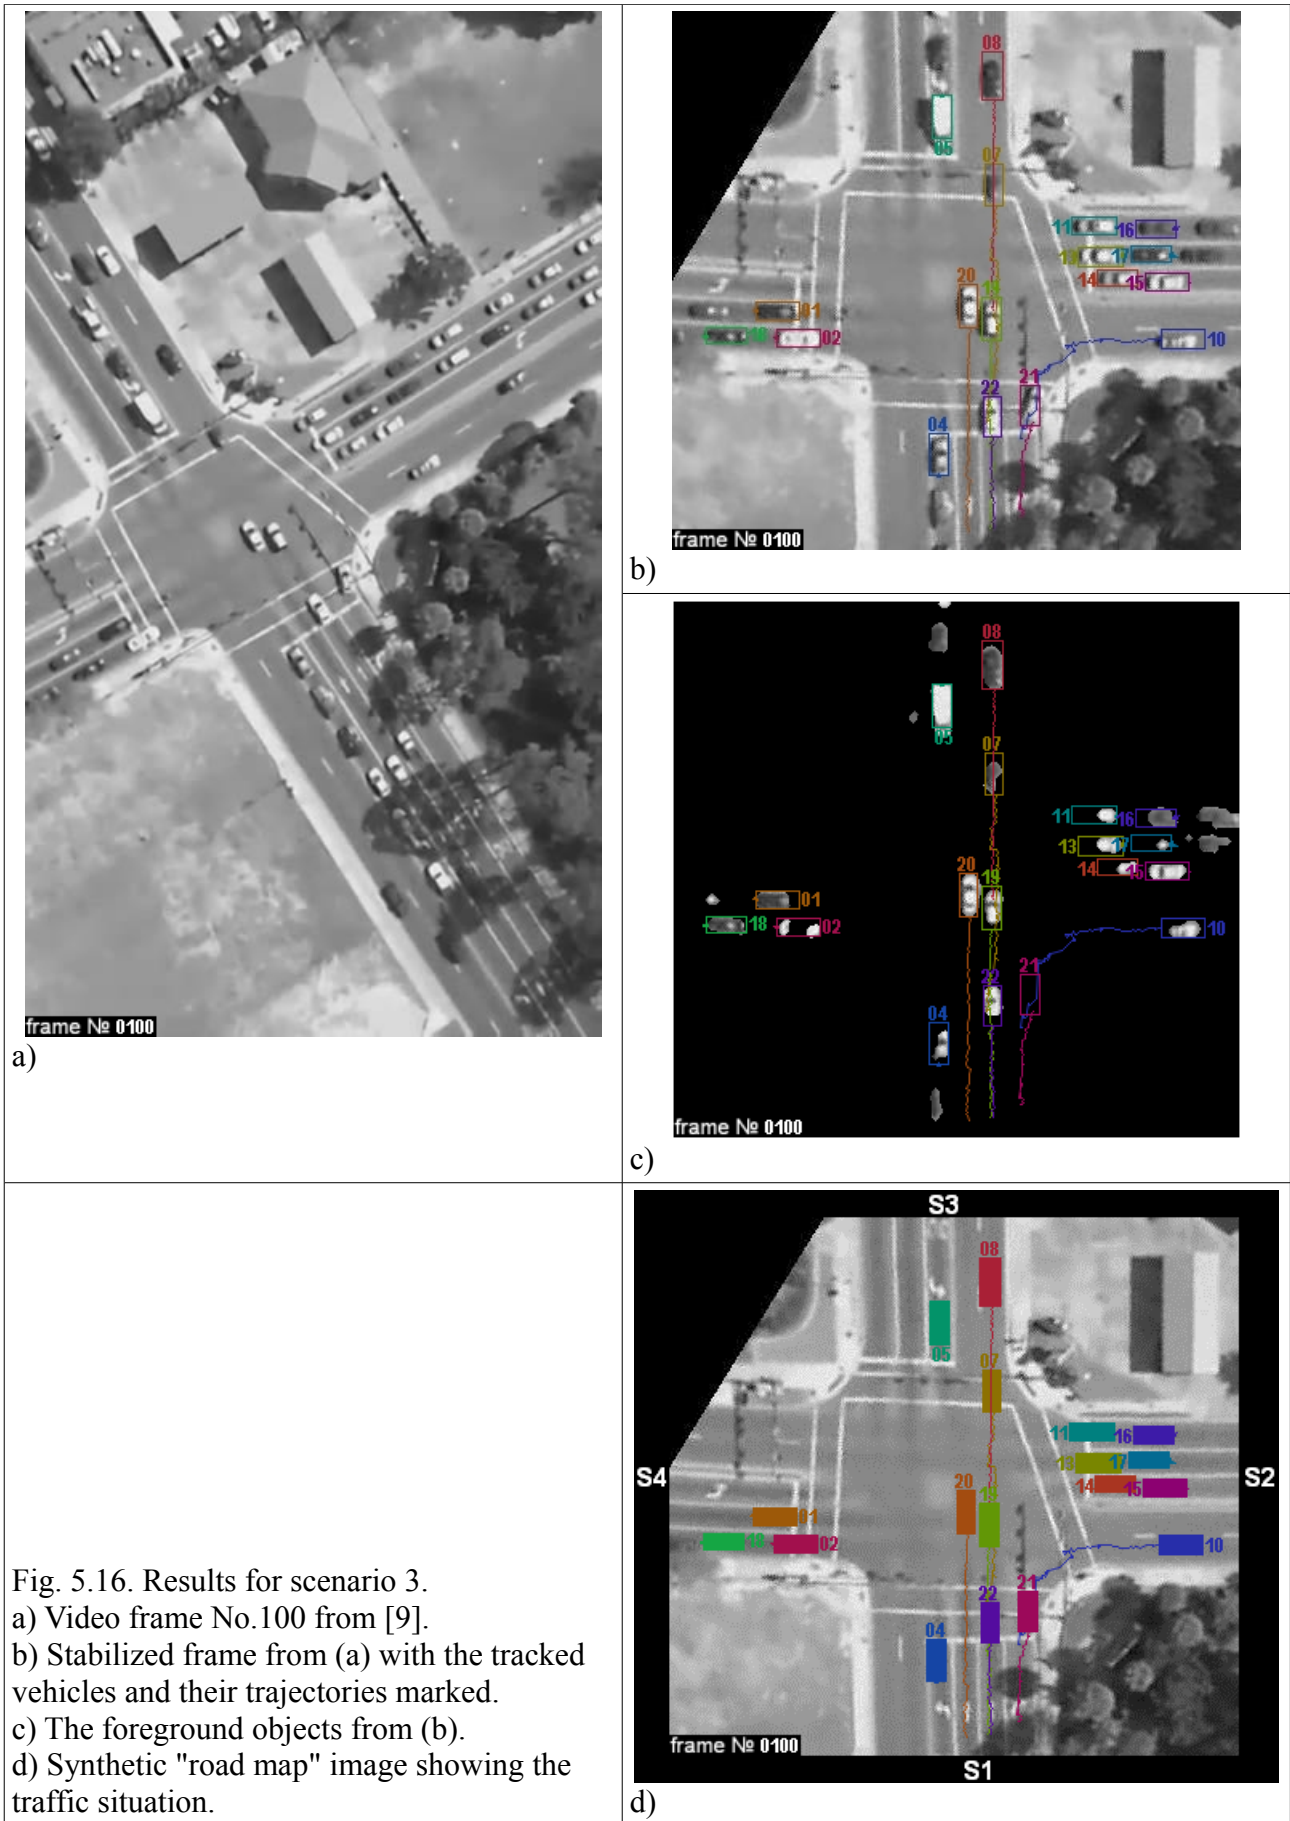 frame № 0100
a)
08
05
07
11
16
13
17
14
15
20
19
01
18
02
10
22
21
04
frame № 0100
b)
08
05
07
11
16
13
17
14
15
20
19
01
18
02
10
22
21
04
frame № 0100
c)
S3
08
05
07
11
16
13
17
S4
S2
14
15
20
19
01
18
02
10
22
21
04
frame № 0100
S1
d)
Fig. 5.16. Results for scenario 3.
a) Video frame No.100 from [9].
b) Stabilized frame from (a) with the tracked
vehicles and their trajectories marked.
c) The foreground objects from (b).
d) Synthetic "road map" image showing the
traffic situation.